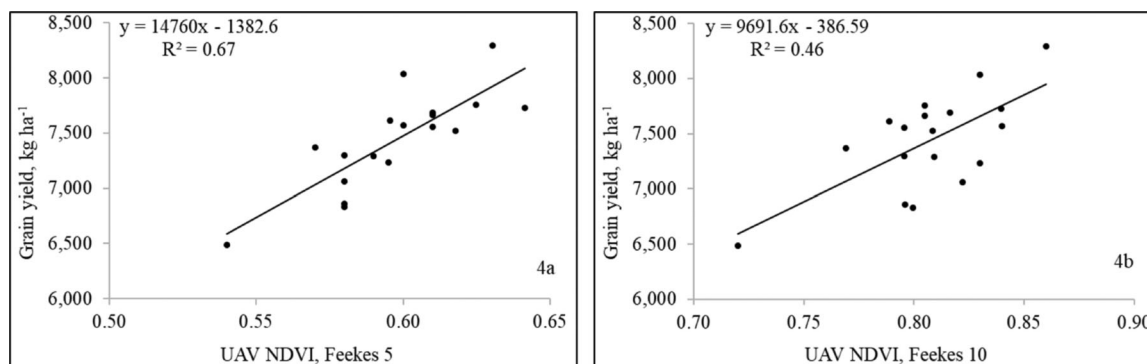 y = 14760x - 1382.6
R² = 0.67
8,500
8,000
7,500
7,000
6,500
6,000
Grain yield, kg ha⁻¹
4a
0.50
0.55
0.60
0.65
UAV NDVI, Feekes 5
y = 9691.6x - 386.59
R² = 0.46
8,500
8,000
7,500
7,000
6,500
6,000
Grain yield, kg ha⁻¹
4b
0.70
0.75
0.80
0.85
0.90
UAV NDVI, Feekes 10